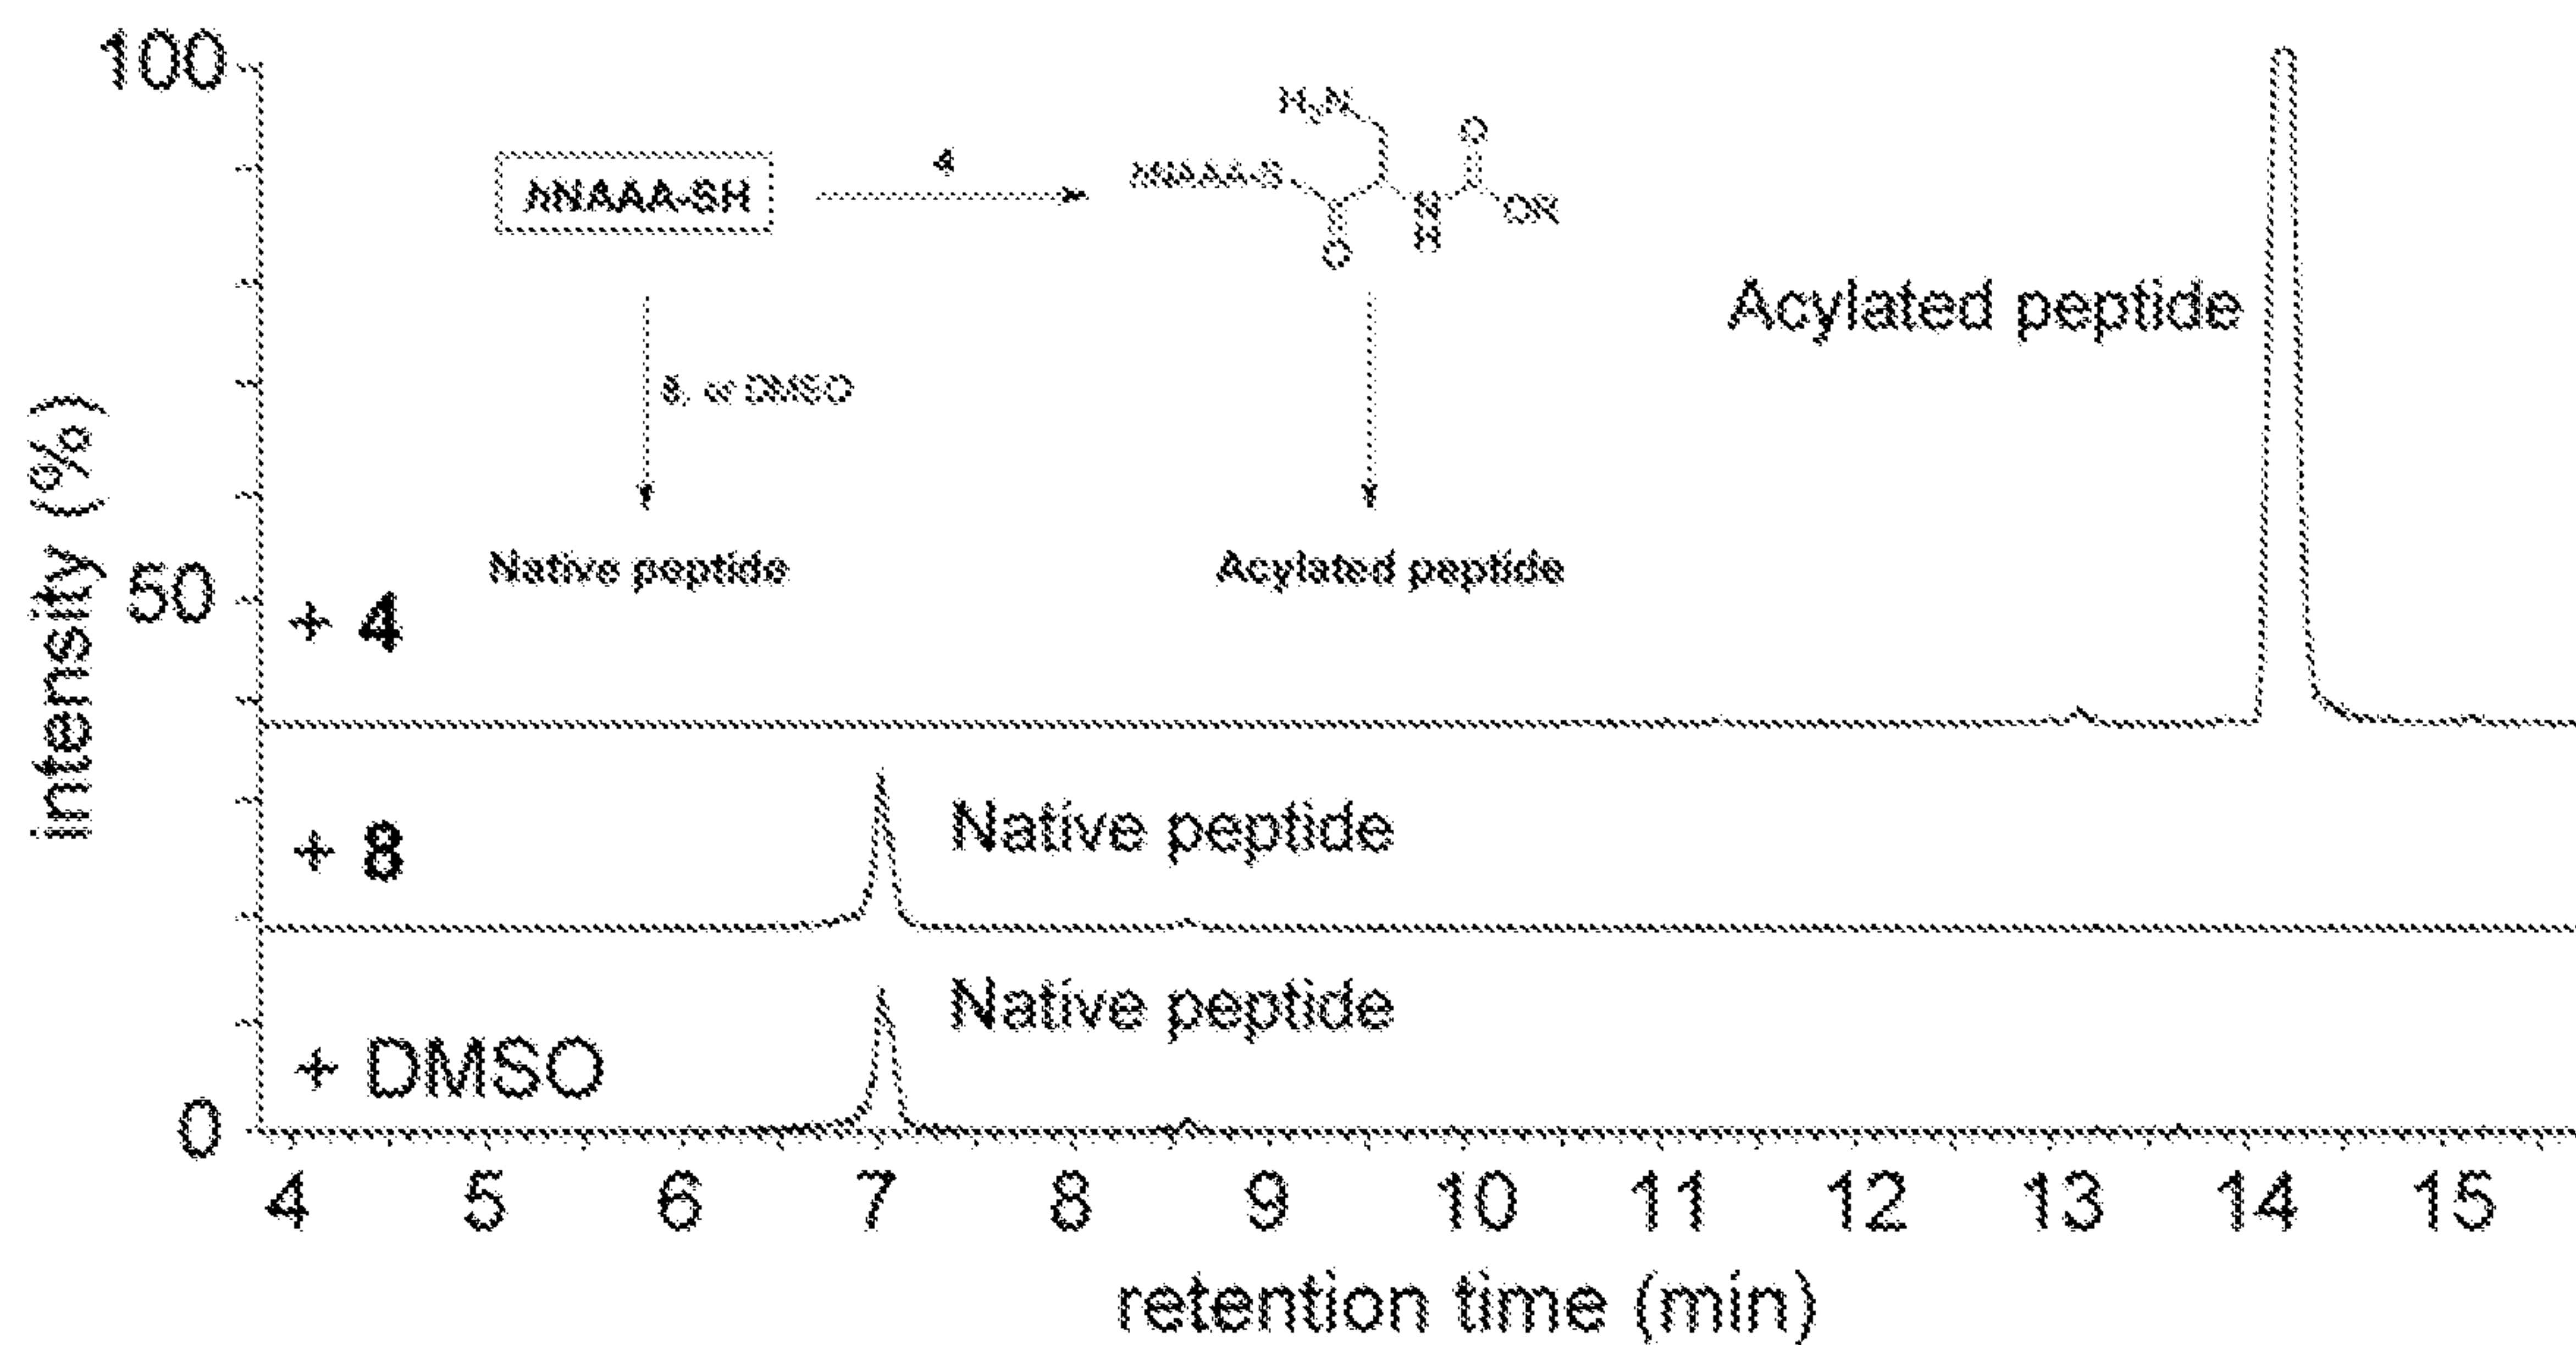 100
H2N
O
hNAAA-SH
4
hNAAA-S
N
H
OR
O
Acylated peptide
8, or DMSO
intensity (%)
Native peptide
Acylated peptide
50
+ 4
Native peptide
+ 8
Native peptide
+ DMSO
0
4 5 6 7 8 9 10 11 12 13 14 15
retention time (min)